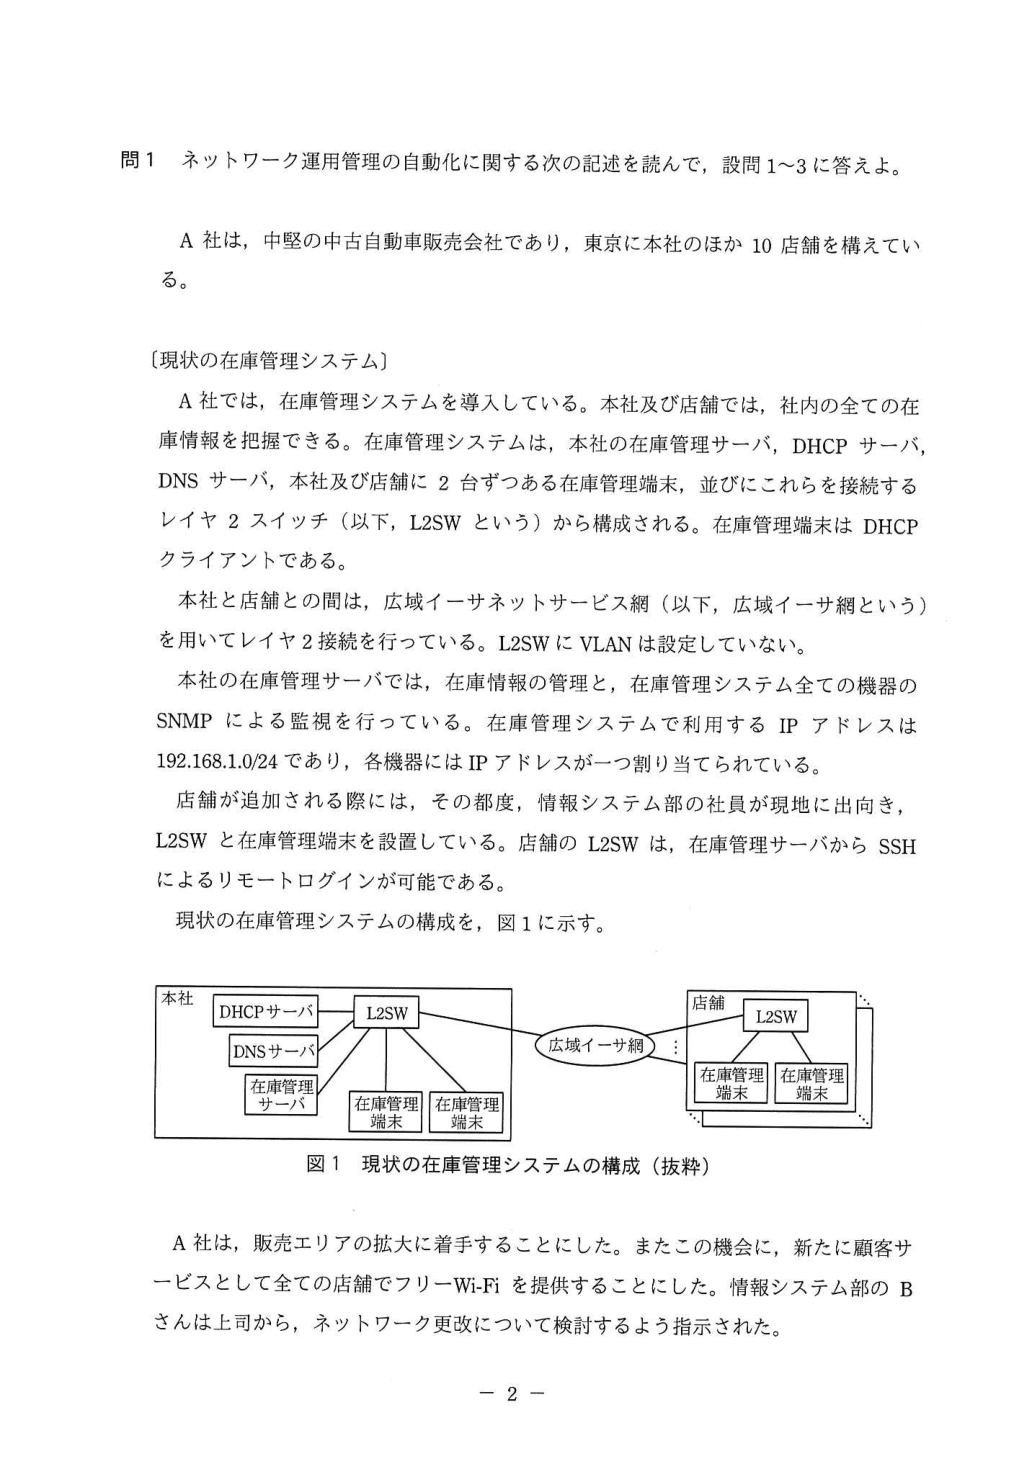 問1 ネットワーク運用管理の自動化に関する次の記述を読んで，設問1〜3に答えよ。
A 社は，中堅の中古自動車販売会社であり，東京に本社のほか 10 店舗を構えてい
る。
〔現状の在庫管理システム〕
A 社では，在庫管理システムを導入している。本社及び店舗では，社内の全ての在
庫情報を把握できる。在庫管理システムは，本社の在庫管理サーバ，DHCP サーバ，
DNS サーバ，本社及び店舗に 2 台ずつある在庫管理端末，並びにこれらを接続する
レイヤ 2 スイッチ（以下，L2SW という）から構成される。在庫管理端末は DHCP
クライアントである。
本社と店舗との間は，広域イーサネットサービス網（以下，広域イーサ網という）
を用いてレイヤ2接続を行っている。L2SWにVLANは設定していない。
本社の在庫管理サーバでは，在庫情報の管理と，在庫管理システム全ての機器の
SNMP による監視を行っている。在庫管理システムで利用する IP アドレスは
192.168.1.0/24であり，各機器にはIPアドレスが一つ割り当てられている。
店舗が追加される際には，その都度，情報システム部の社員が現地に出向き，
L2SW と在庫管理端末を設置している。店舗の L2SW は，在庫管理サーバから SSH
によるリモートログインが可能である。
現状の在庫管理システムの構成を，図1に示す。
本社
DHCPサーバ
L2SW
DNSサーバ
在庫管理
サーバ
在庫管理
端末
在庫管理
端末
広域イーサ網
⋮
店舗
L2SW
在庫管理
端末
在庫管理
端末
図1 現状の在庫管理システムの構成（抜粋）
A 社は，販売エリアの拡大に着手することにした。またこの機会に，新たに顧客サ
ービスとして全ての店舗でフリーWi-Fi を提供することにした。情報システム部の B
さんは上司から，ネットワーク更改について検討するよう指示された。
－ 2 －